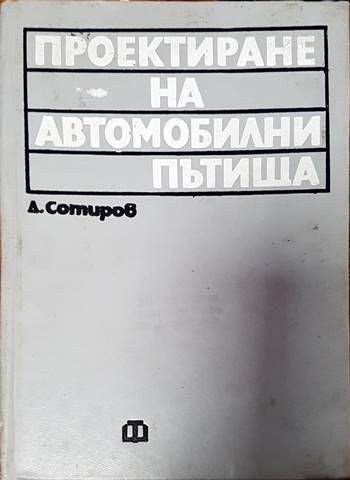 ПРОЕКТИРАНЕ
НА
АВТОМОБИЛНИ
ПЪТИЩА
Д. Сотиров